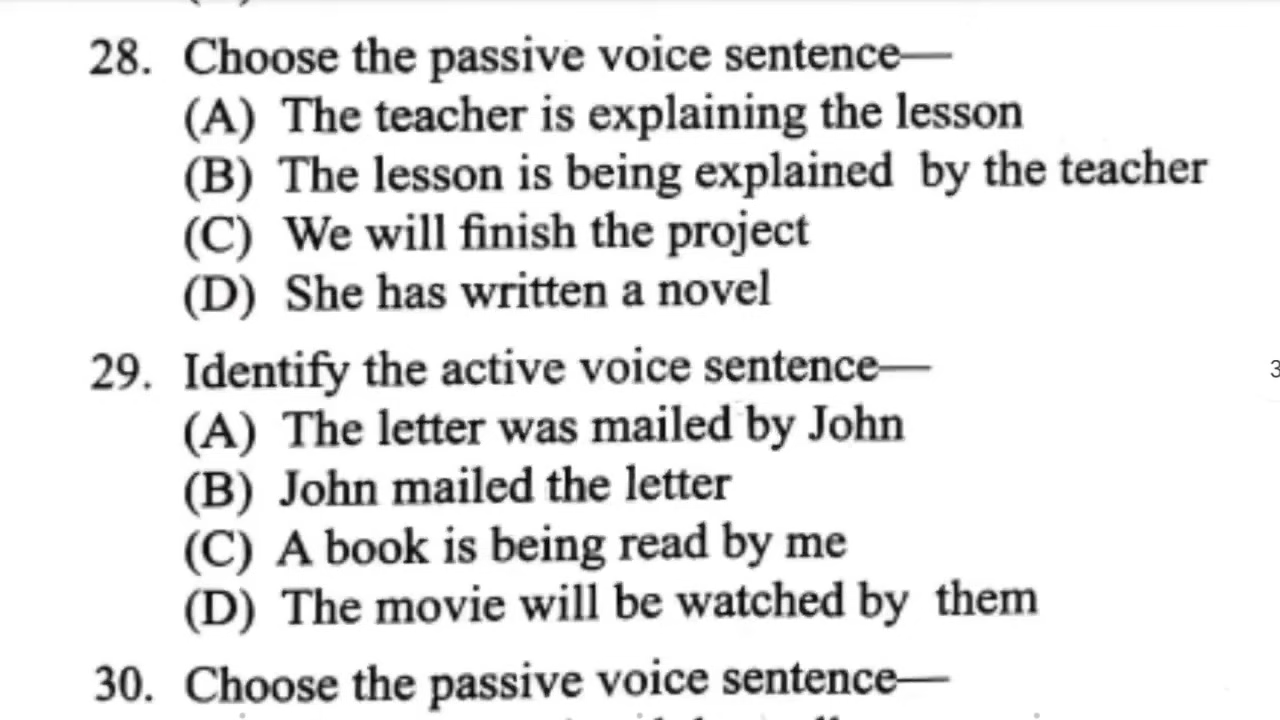 28. Choose the passive voice sentence—
(A) The teacher is explaining the lesson
(B) The lesson is being explained by the teacher
(C) We will finish the project
(D) She has written a novel
29. Identify the active voice sentence—
(A) The letter was mailed by John
(B) John mailed the letter
(C) A book is being read by me
(D) The movie will be watched by them
3
30. Choose the passive voice sentence—